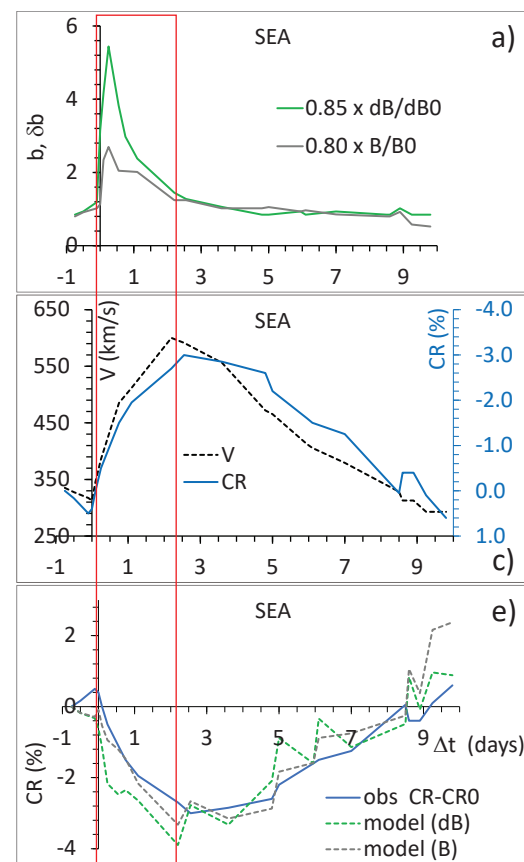 SEA
a)
b, δb
6
4
2
0
0.85 x dB/dB0
0.80 x B/B0
-1 1 3 5 7 9
SEA
V (km/s)
CR (%)
650
550
450
350
250
-4.0
-3.0
-2.0
-1.0
0.0
1.0
V
CR
-1 1 3 5 7 9
c)
SEA
e)
CR (%)
2
0
-2
-4
-1 1 3 5 7 9
Δt (days)
obs CR-CR0
model (dB)
model (B)